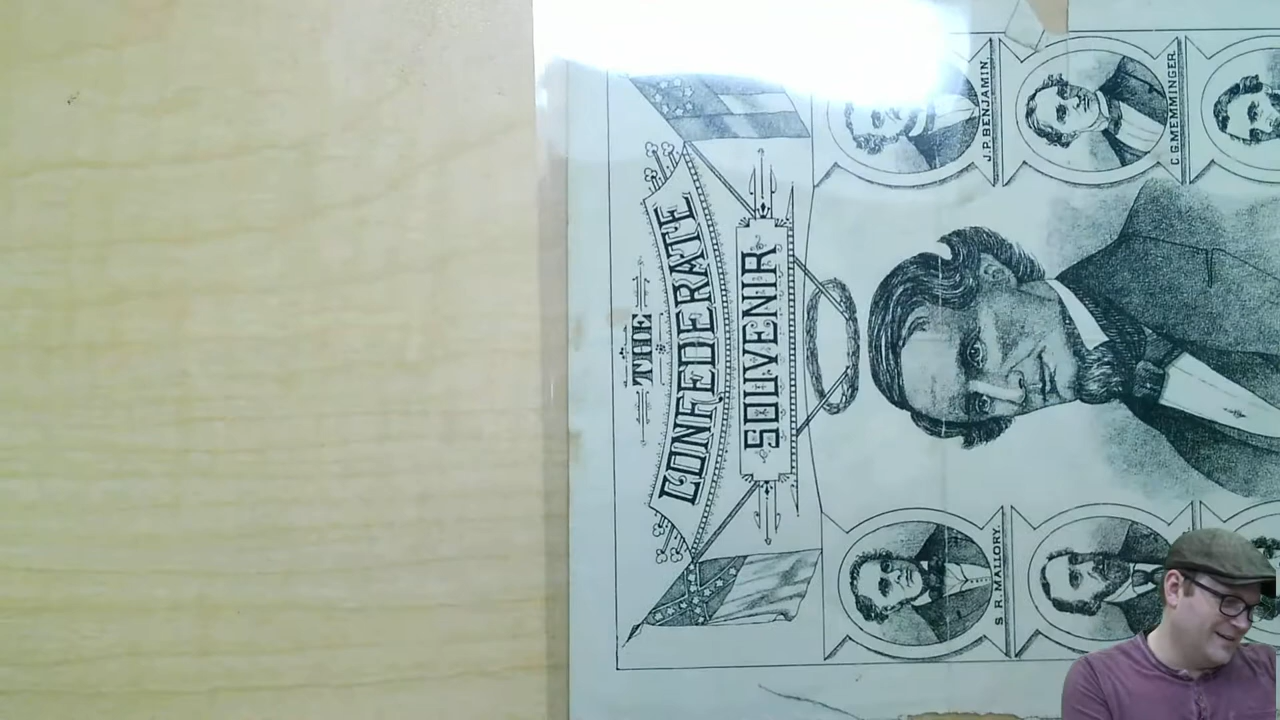 THE
CONFEDERATE
SOUVENIR
J.P. BENJAMIN.
C.G. MEMMINGER.
S. R. MALLORY.